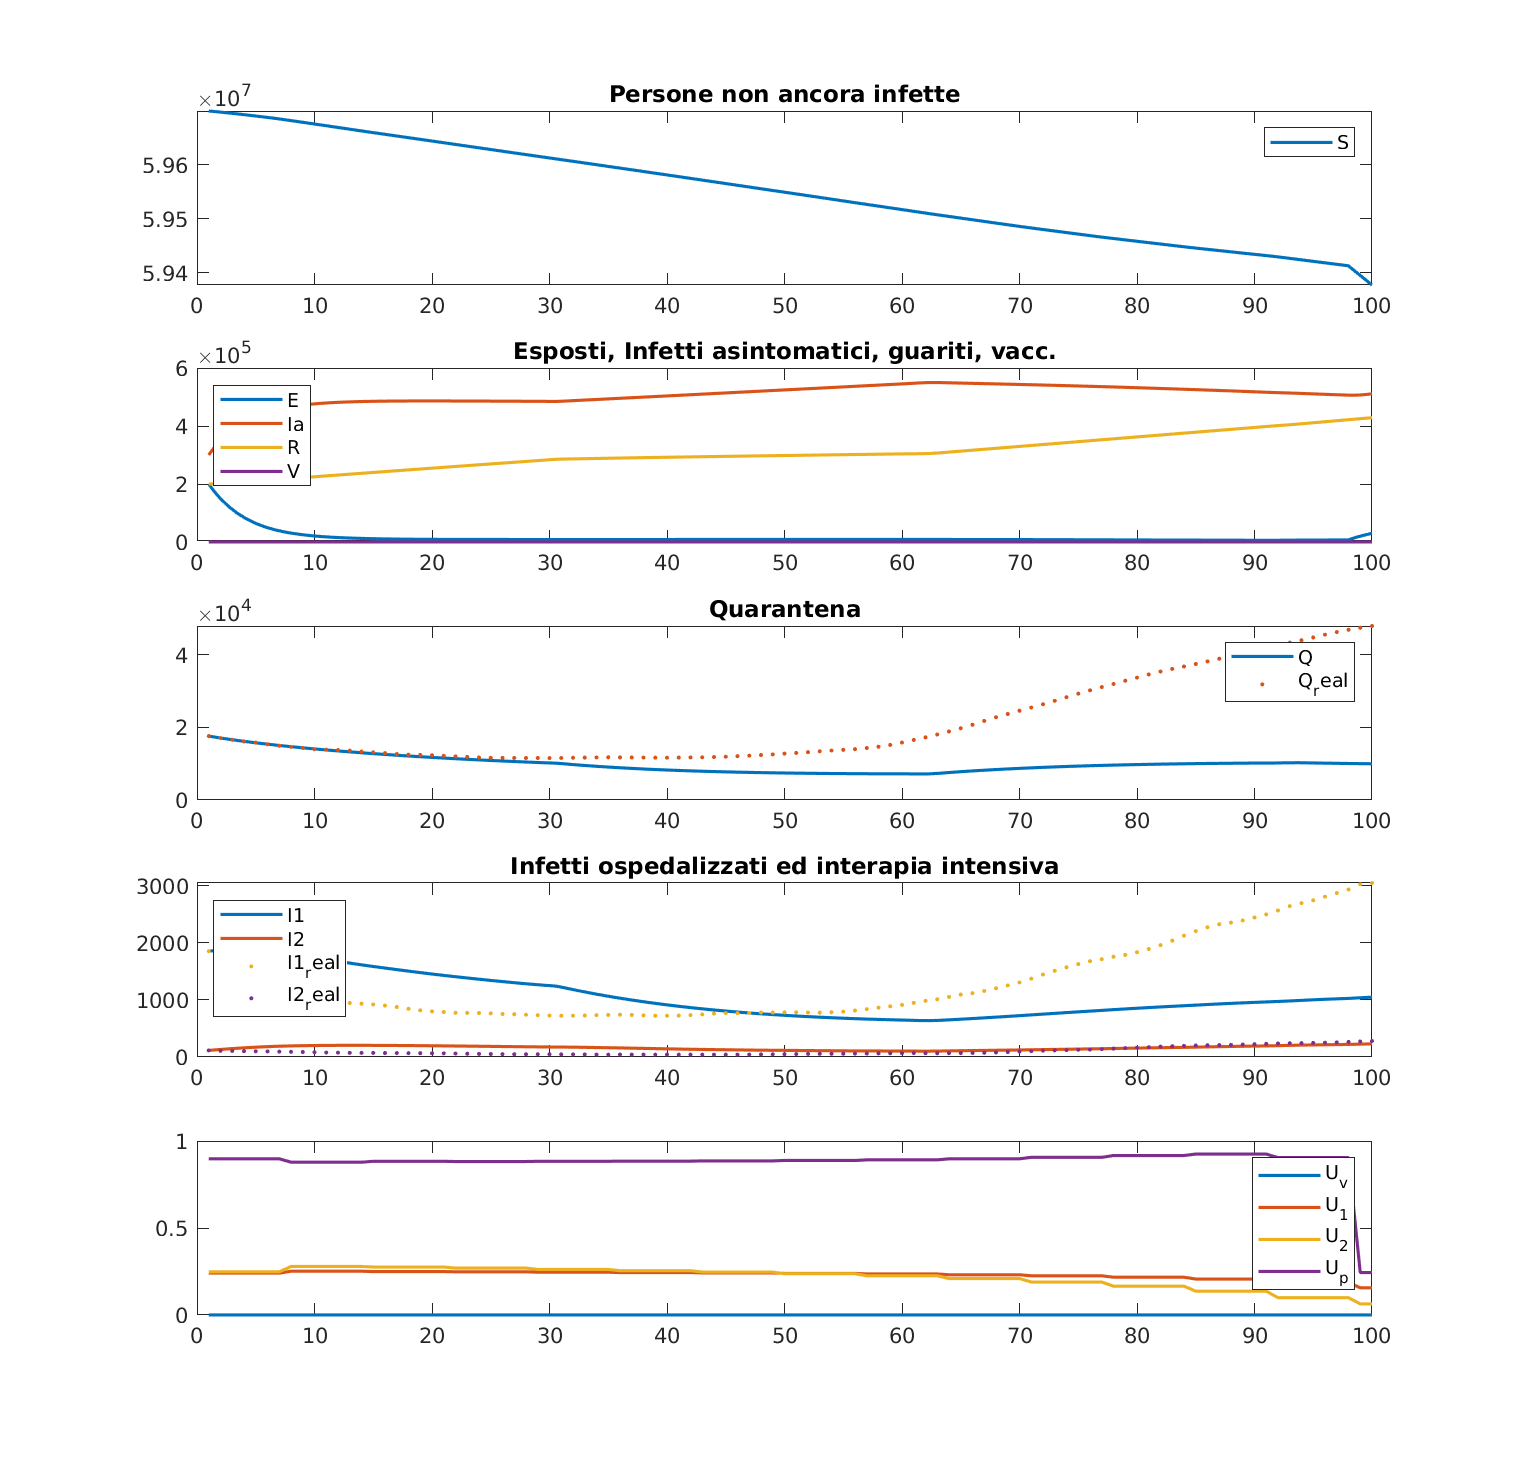 ×10^7
Persone non ancora infette
5.96
5.95
5.94
S
0 10 20 30 40 50 60 70 80 90 100
×10^5
Esposti, Infetti asintomatici, guariti, vacc.
6
4
2
0
E
Ia
R
V
0 10 20 30 40 50 60 70 80 90 100
×10^4
Quarantena
4
2
0
Q
Q_real
0 10 20 30 40 50 60 70 80 90 100
Infetti ospedalizzati ed interapia intensiva
3000
2000
1000
0
I1
I2
I1_real
I2_real
0 10 20 30 40 50 60 70 80 90 100
1
0.5
0
U_v
U_1
U_2
U_p
0 10 20 30 40 50 60 70 80 90 100